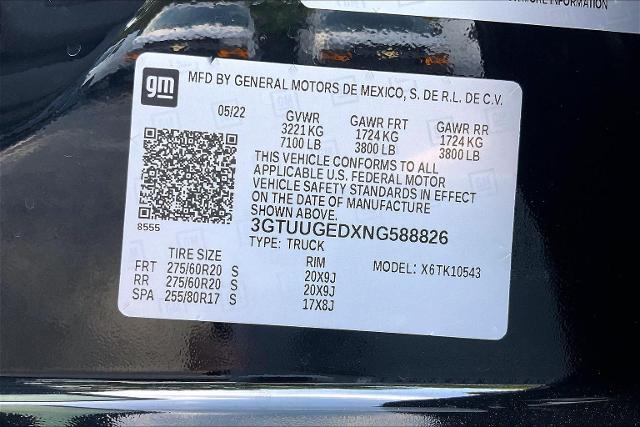 MORE INFORMATION
gm
MFD BY GENERAL MOTORS DE MEXICO, S. DE R.L. DE C.V.
05/22 GVWR GAWR FRT GAWR RR
3221 KG 1724 KG 1724 KG
7100 LB 3800 LB 3800 LB
THIS VEHICLE CONFORMS TO ALL
APPLICABLE U.S. FEDERAL MOTOR
VEHICLE SAFETY STANDARDS IN EFFECT
ON THE DATE OF MANUFACTURE
SHOWN ABOVE.
8555
3GTUUGEDXNG588826
TYPE: TRUCK
TIRE SIZE RIM MODEL: X6TK10543
FRT 275/60R20 S 20X9J
RR 275/60R20 S 20X9J
SPA 255/80R17 S 17X8J